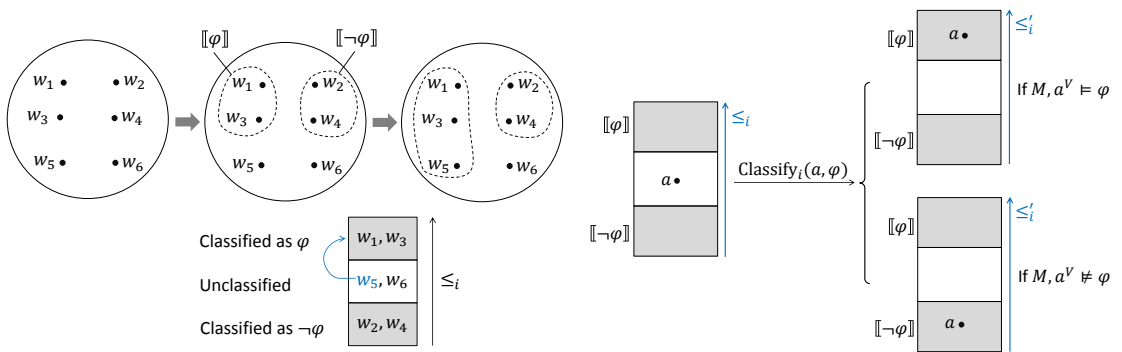 ⟦φ⟧ ⟦¬φ⟧
w₁ w₂ w₁ w₂ w₁ w₂
w₃ w₄ w₃ w₄ w₃ w₄
w₅ w₆ w₅ w₆ w₅ w₆
Classified as φ w₁, w₃
Unclassified w₅, w₆ ≤ᵢ
Classified as ¬φ w₂, w₄
⟦φ⟧ ≤ᵢ
a
⟦¬φ⟧
Classifyᵢ(a, φ)
⟦φ⟧ a ≤ᵢ′
If M, aⱽ ⊨ φ
⟦¬φ⟧
⟦φ⟧ ≤ᵢ′
If M, aⱽ ⊭ φ
⟦¬φ⟧ a